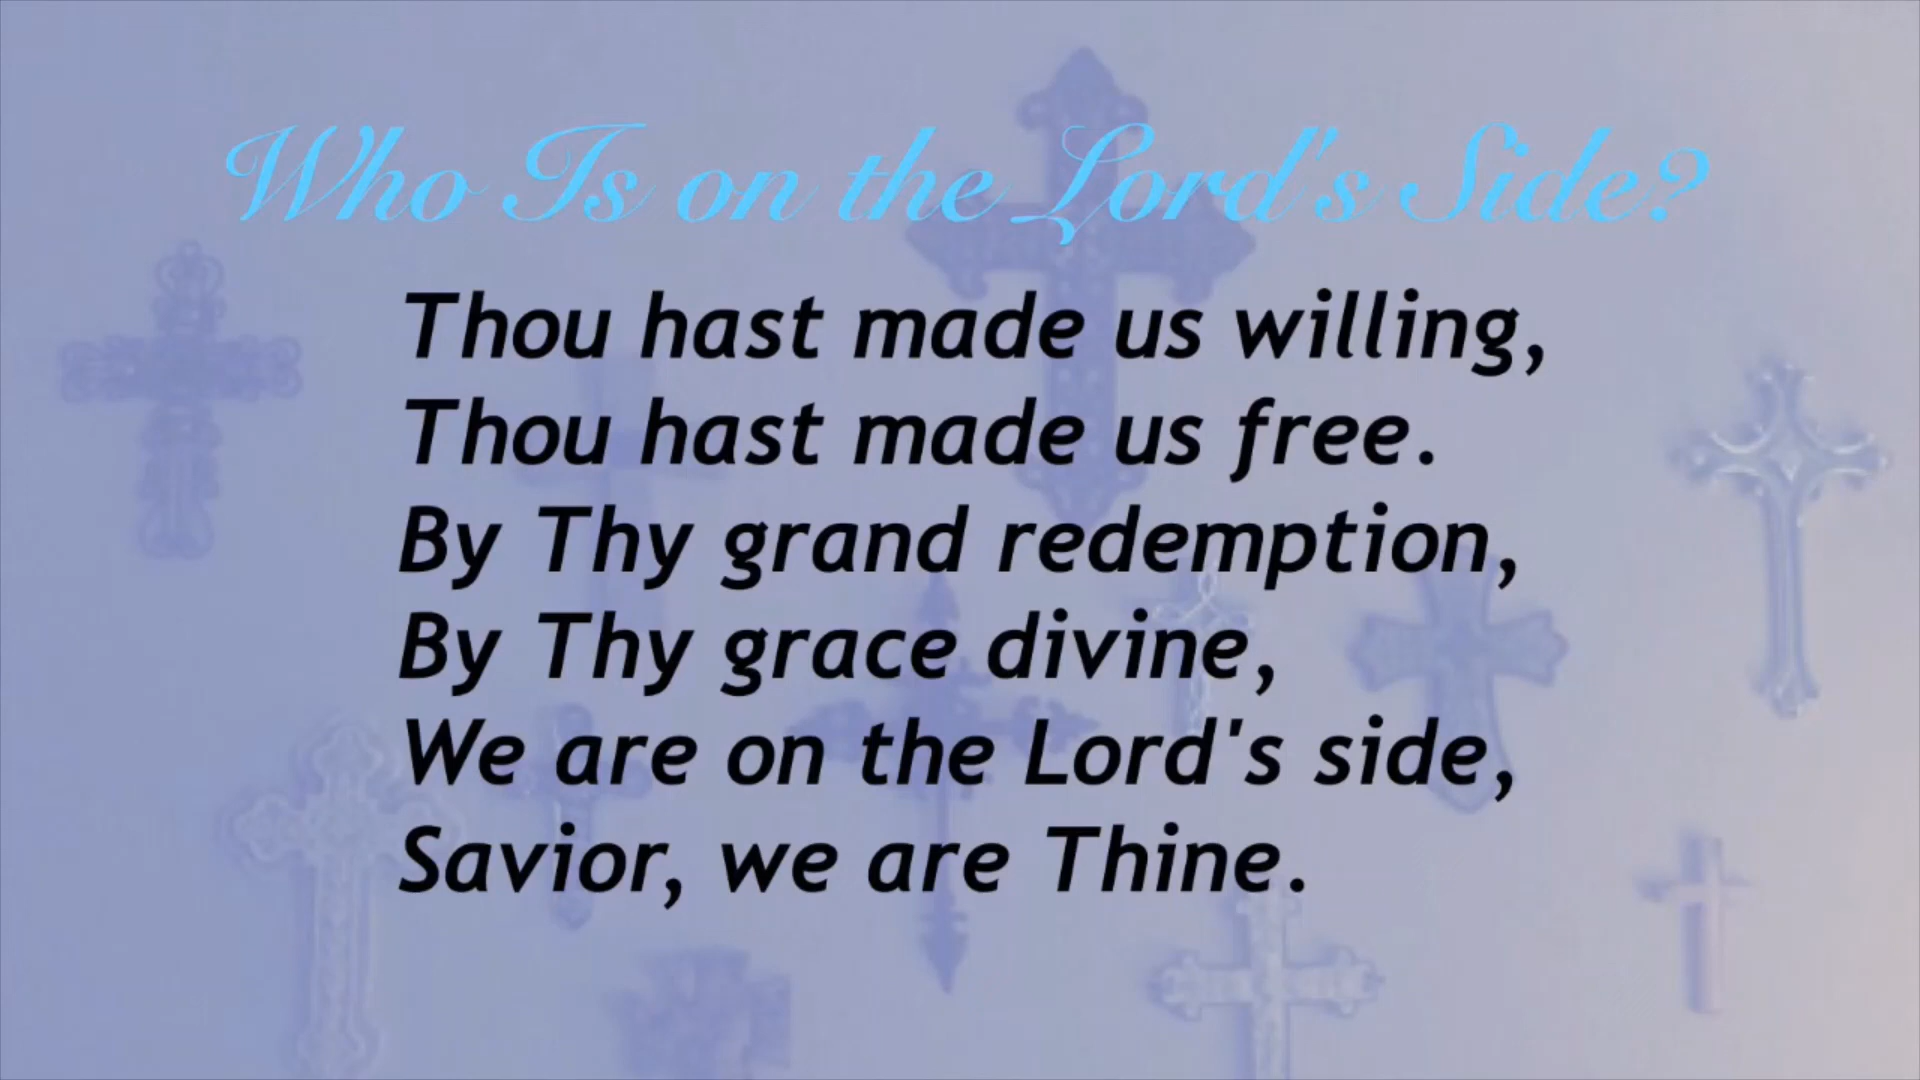 Who Is on the Lord's Side?
Thou hast made us willing,
Thou hast made us free.
By Thy grand redemption,
By Thy grace divine,
We are on the Lord's side,
Savior, we are Thine.